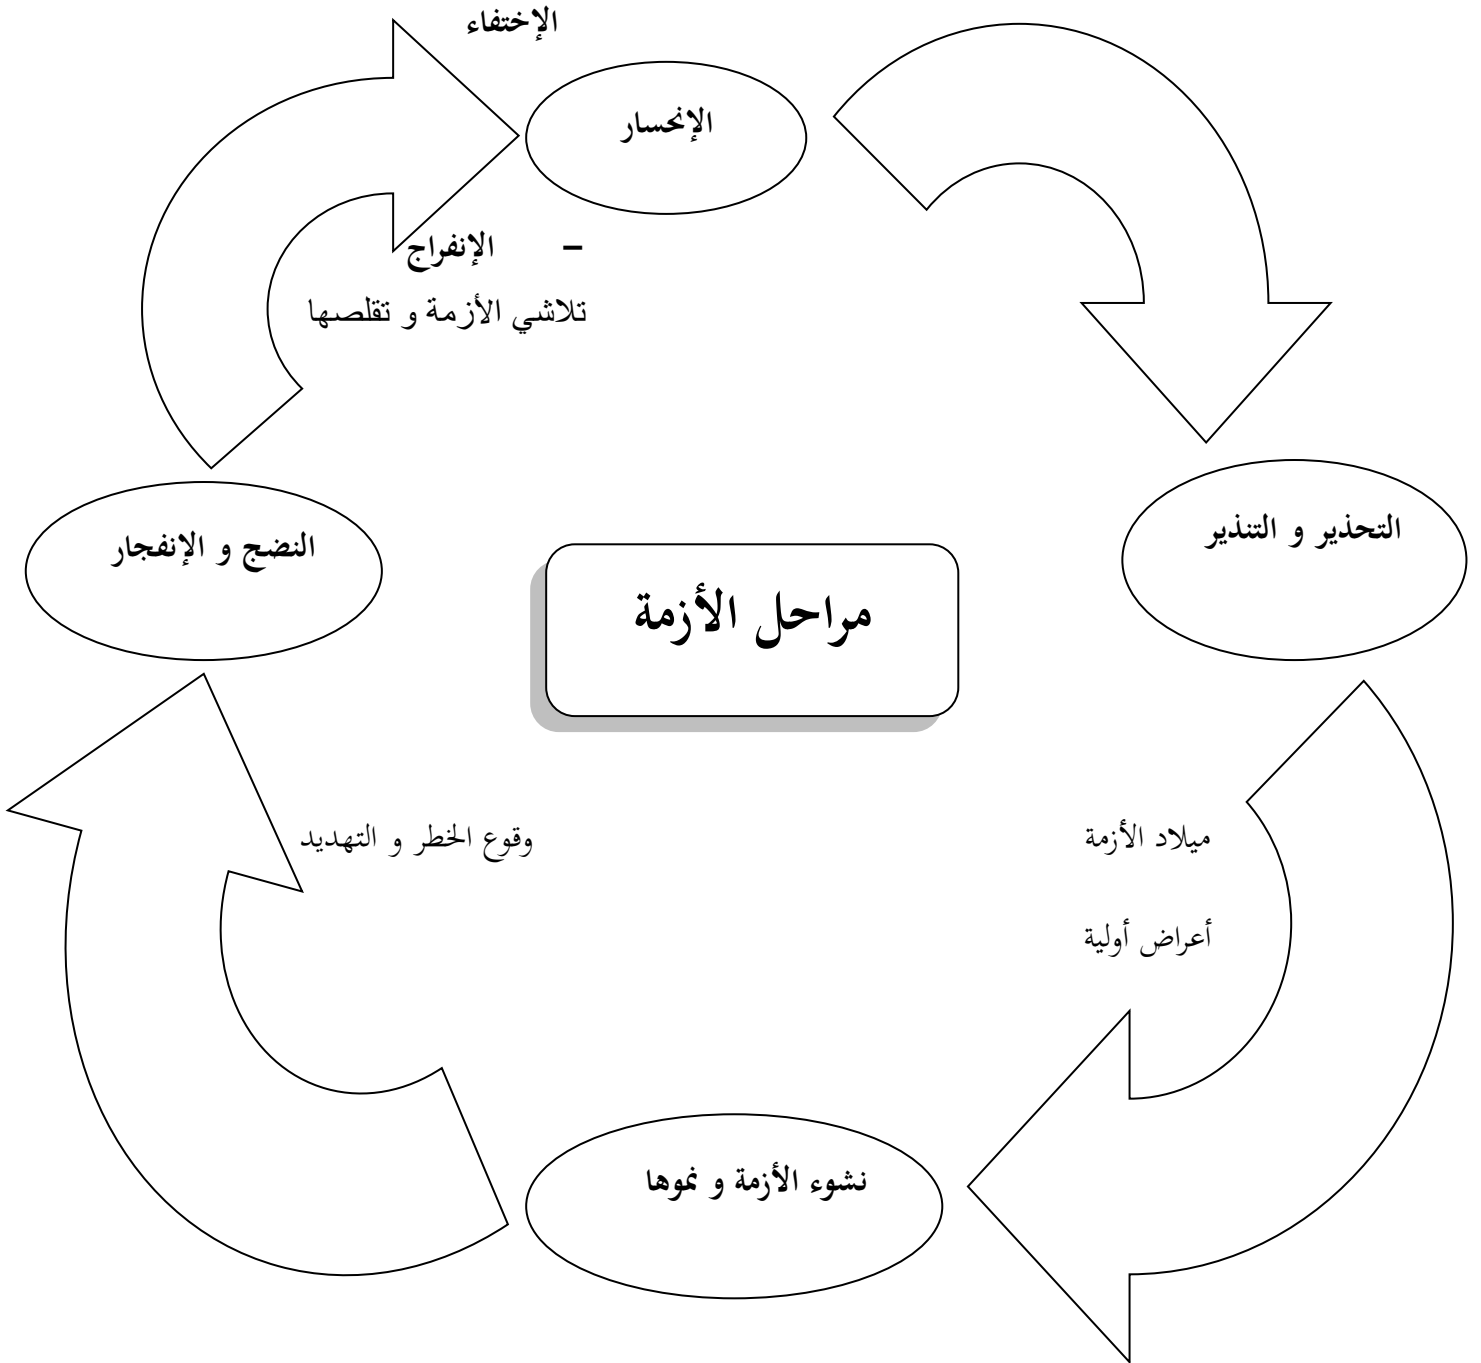 الإختفاء
الإنحسار
– الإنفراج
تلاشي الأزمة و تقلصها
التحذير و التنذير
النضج و الإنفجار
مراحل الأزمة
ميلاد الأزمة
وقوع الخطر و التهديد
أعراض أولية
نشوء الأزمة و نموها